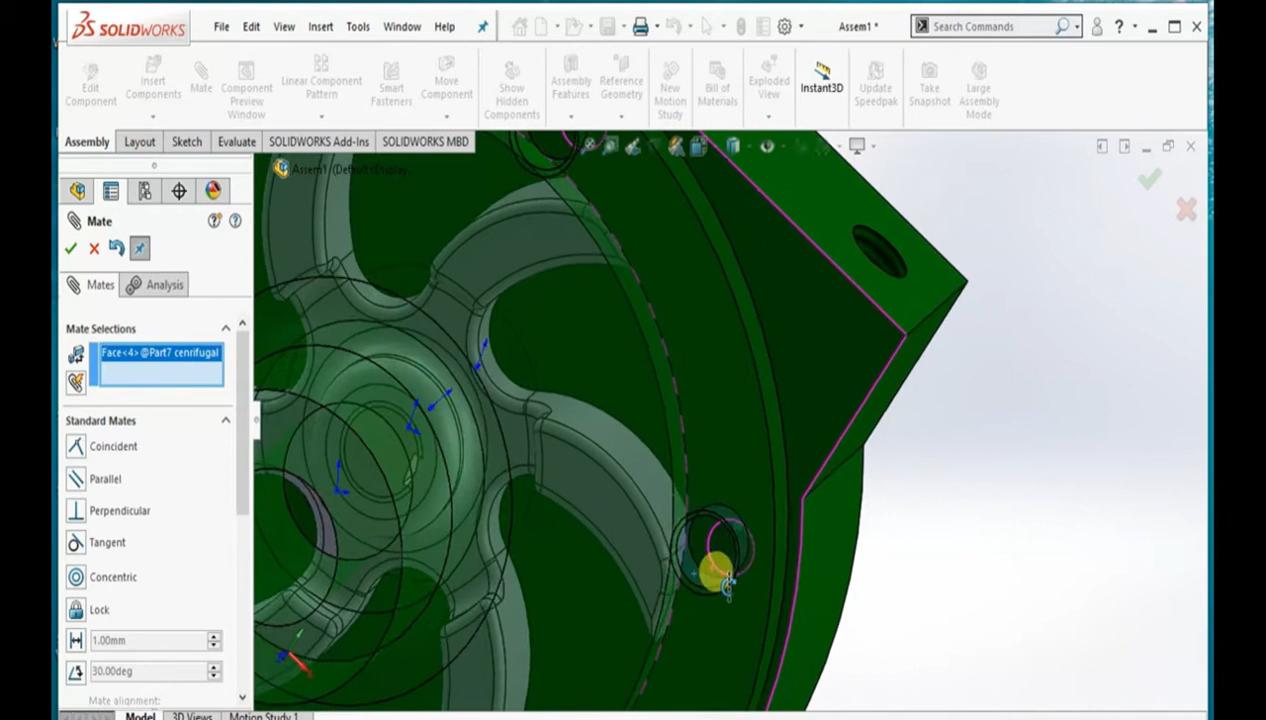 SOLIDWORKS
File Edit View Insert Tools Window Help
Assem1 *
Search Commands
?
Edit Component
Insert Components
Mate
Component Preview Window
Linear Component Pattern
Smart Fasteners
Move Component
Show Hidden Components
Assembly Features
Reference Geometry
New Motion Study
Bill of Materials
Exploded View
Instant3D
Update Speedpak
Take Snapshot
Large Assembly Mode
Assembly Layout Sketch Evaluate SOLIDWORKS Add-Ins SOLIDWORKS MBD
Assem1 (Default<Display...
Mate
Mates Analysis
Mate Selections
Face<4>@Part7 cenrifugal
Standard Mates
Coincident
Parallel
Perpendicular
Tangent
Concentric
Lock
1.00mm
30.00deg
Mate alignment:
Model 3D Views Motion Study 1